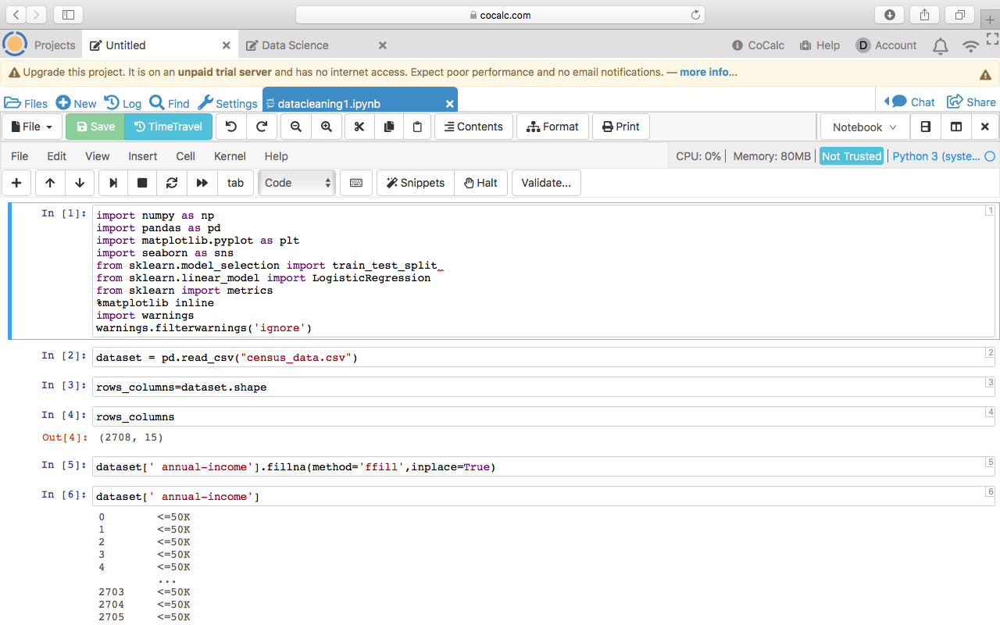 cocalc.com
Projects Untitled Data Science CoCalc Help D Account
Upgrade this project. It is on an unpaid trial server and has no internet access. Expect poor performance and no email notifications. — more info...
Files New Log Find Settings datacleaning1.ipynb Chat Share
File Save TimeTravel Contents Format Print Notebook
File Edit View Insert Cell Kernel Help CPU: 0% Memory: 80MB Not Trusted Python 3 (syste...
tab Code Snippets Halt Validate...
In [1]: import numpy as np 1
import pandas as pd
import matplotlib.pyplot as plt
import seaborn as sns
from sklearn.model_selection import train_test_split
from sklearn.linear_model import LogisticRegression
from sklearn import metrics
%matplotlib inline
import warnings
warnings.filterwarnings('ignore')
In [2]: dataset = pd.read_csv("census_data.csv") 2
In [3]: rows_columns=dataset.shape 3
In [4]: rows_columns 4
Out[4]: (2708, 15)
In [5]: dataset[' annual-income'].fillna(method='ffill',inplace=True) 5
In [6]: dataset[' annual-income'] 6
0 <=50K
1 <=50K
2 <=50K
3 <=50K
4 <=50K
...
2703 <=50K
2704 <=50K
2705 <=50K